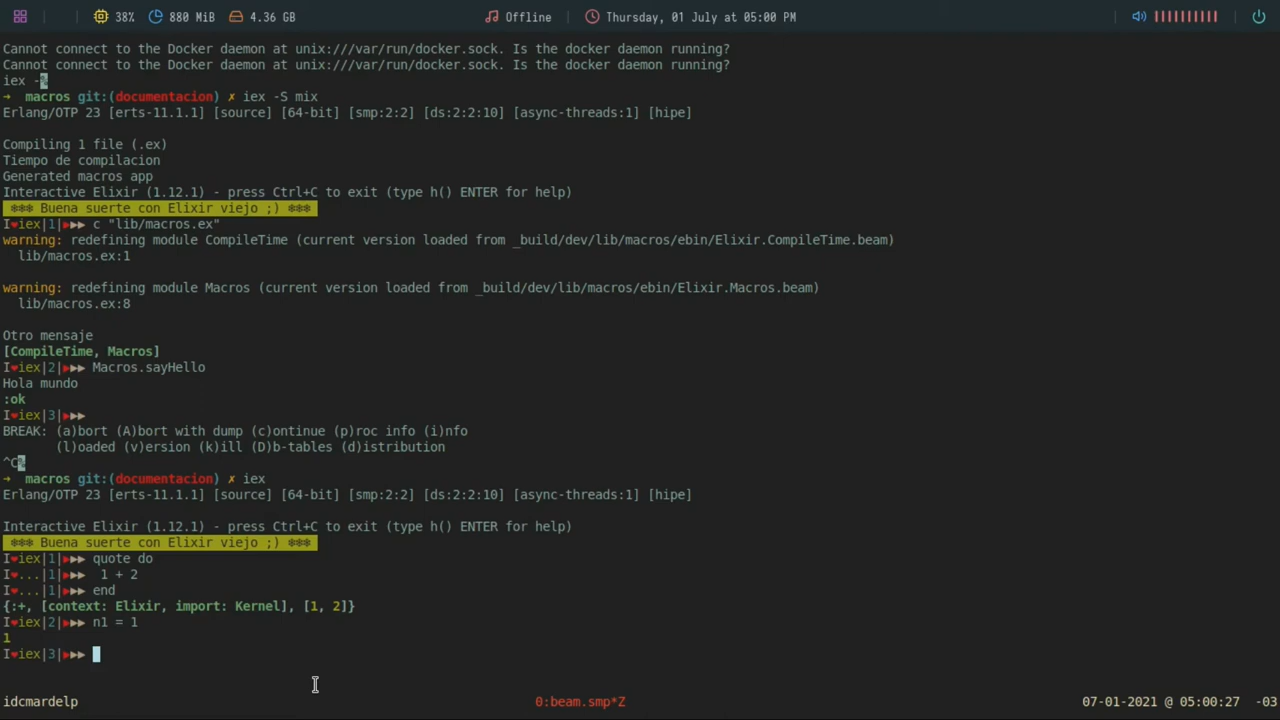 38% 880 MiB 4.36 GB Offline Thursday, 01 July at 05:00 PM
Cannot connect to the Docker daemon at unix:///var/run/docker.sock. Is the docker daemon running?
Cannot connect to the Docker daemon at unix:///var/run/docker.sock. Is the docker daemon running?
iex -%
→ macros git:(documentacion) ✗ iex -S mix
Erlang/OTP 23 [erts-11.1.1] [source] [64-bit] [smp:2:2] [ds:2:2:10] [async-threads:1] [hipe]
Compiling 1 file (.ex)
Tiempo de compilacion
Generated macros app
Interactive Elixir (1.12.1) - press Ctrl+C to exit (type h() ENTER for help)
❄❄❄ Buena suerte con Elixir viejo ;) ❄❄❄
I❤iex|1|▶▶▶ c "lib/macros.ex"
warning: redefining module CompileTime (current version loaded from _build/dev/lib/macros/ebin/Elixir.CompileTime.beam)
lib/macros.ex:1
warning: redefining module Macros (current version loaded from _build/dev/lib/macros/ebin/Elixir.Macros.beam)
lib/macros.ex:8
Otro mensaje
[CompileTime, Macros]
I❤iex|2|▶▶▶ Macros.sayHello
Hola mundo
:ok
I❤iex|3|▶▶▶
BREAK: (a)bort (A)bort with dump (c)ontinue (p)roc info (i)nfo
(l)oaded (v)ersion (k)ill (D)b-tables (d)istribution
^C%
→ macros git:(documentacion) ✗ iex
Erlang/OTP 23 [erts-11.1.1] [source] [64-bit] [smp:2:2] [ds:2:2:10] [async-threads:1] [hipe]
Interactive Elixir (1.12.1) - press Ctrl+C to exit (type h() ENTER for help)
❄❄❄ Buena suerte con Elixir viejo ;) ❄❄❄
I❤iex|1|▶▶▶ quote do
I❤...|1|▶▶▶ 1 + 2
I❤...|1|▶▶▶ end
{:+, [context: Elixir, import: Kernel], [1, 2]}
I❤iex|2|▶▶▶ n1 = 1
1
I❤iex|3|▶▶▶
idcmardelp 0:beam.smp*Z 07-01-2021 @ 05:00:27 -03